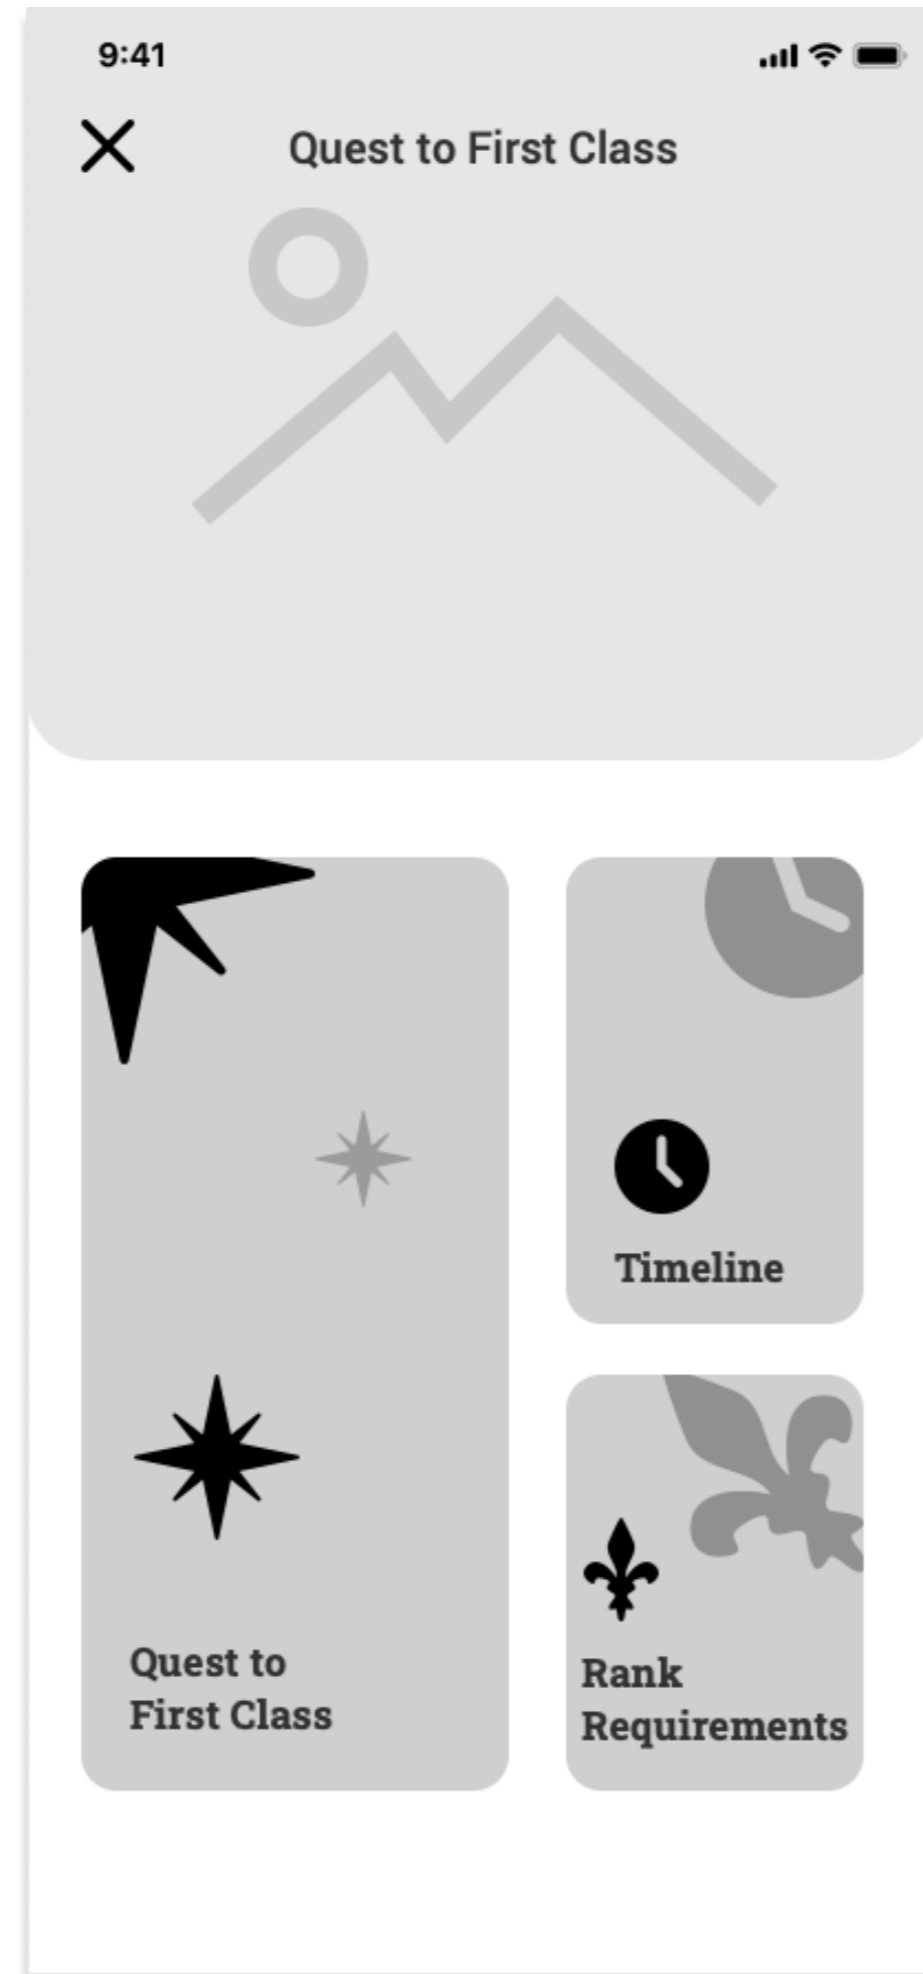 9:41
Quest to First Class
Timeline
Quest to
First Class
Rank
Requirements